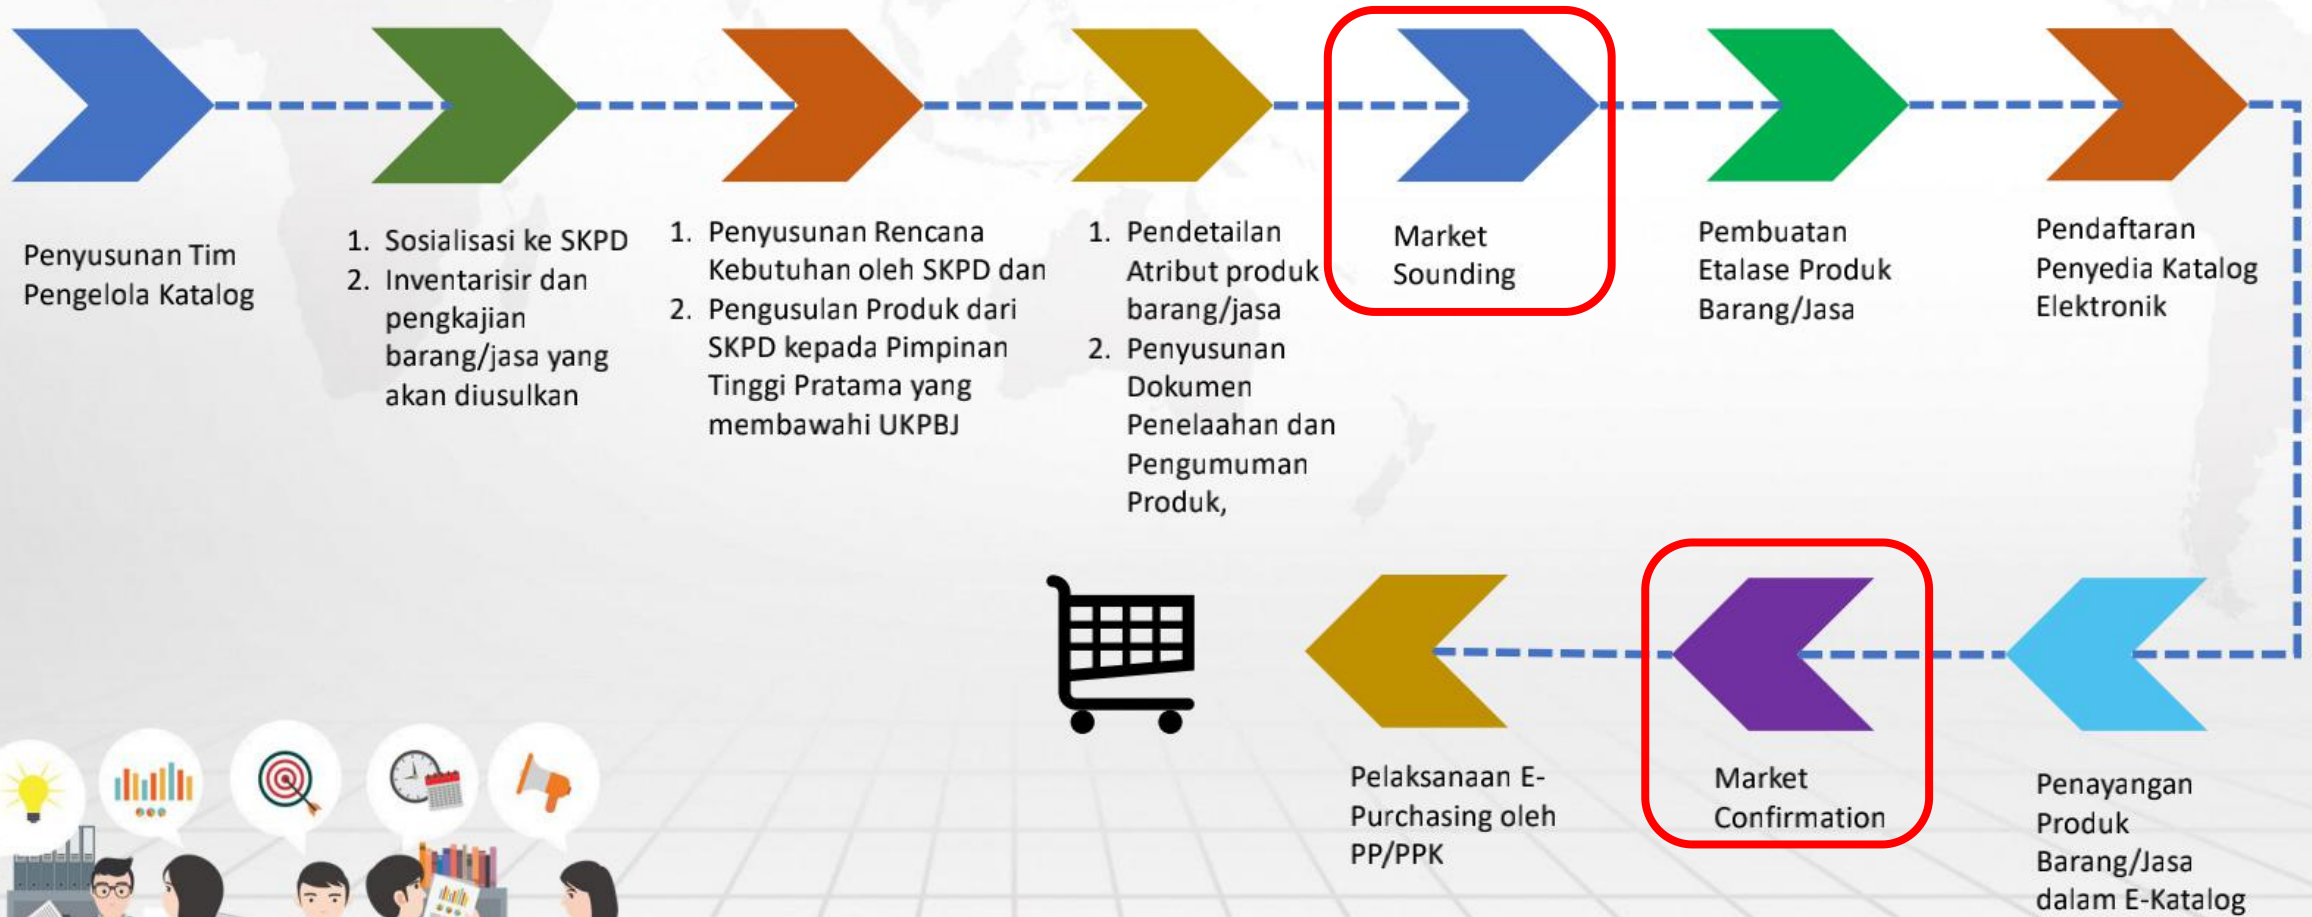 Penyusunan Tim
Pengelola Katalog
1. Sosialisasi ke SKPD
2. Inventarisir dan
pengkajian
barang/jasa yang
akan diusulkan
1. Penyusunan Rencana
Kebutuhan oleh SKPD dan
2. Pengusulan Produk dari
SKPD kepada Pimpinan
Tinggi Pratama yang
membawahi UKPBJ
1. Pendetailan
Atribut produk
barang/jasa
2. Penyusunan
Dokumen
Penelaahan dan
Pengumuman
Produk,
Market
Sounding
Pembuatan
Etalase Produk
Barang/Jasa
Pendaftaran
Penyedia Katalog
Elektronik
Penayangan
Produk
Barang/Jasa
dalam E-Katalog
Market
Confirmation
Pelaksanaan E-
Purchasing oleh
PP/PPK